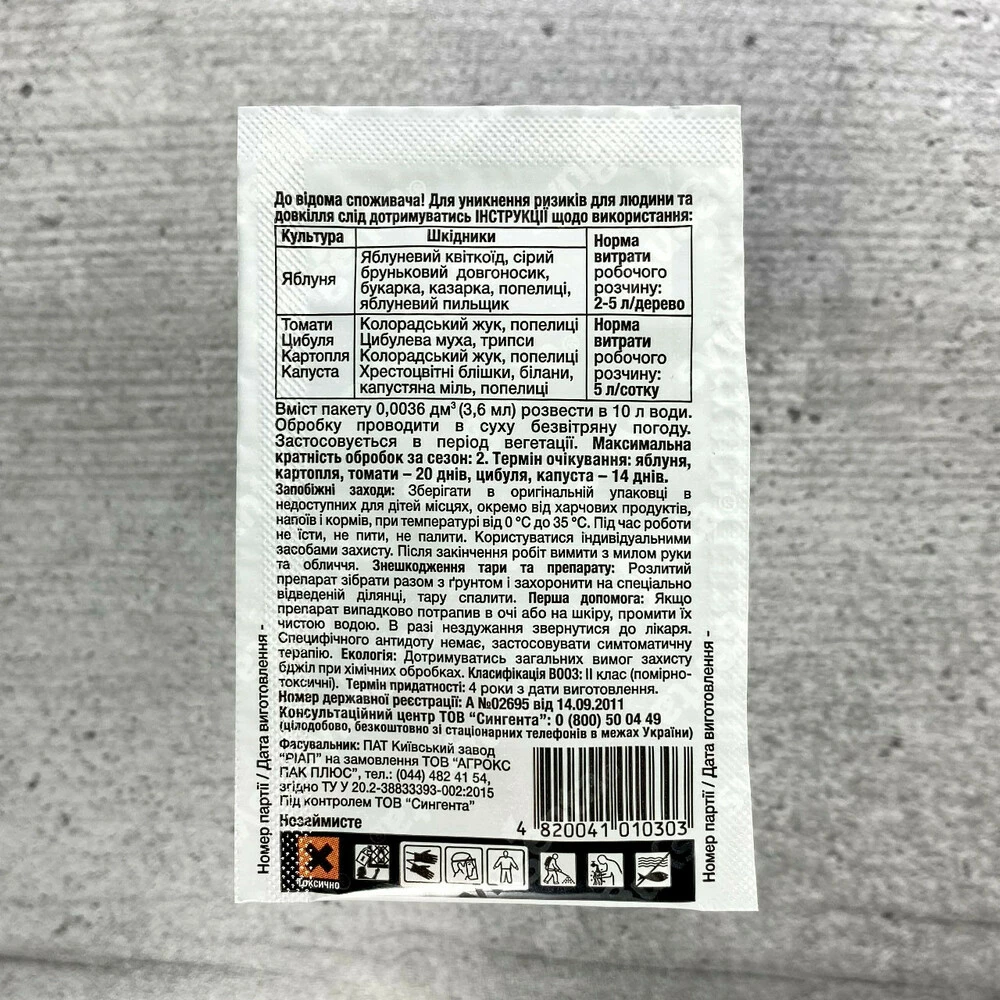 До відома споживача! Для уникнення ризиків для людини та
довкілля слід дотримуватись ІНСТРУКЦІЇ щодо використання:
Культура Шкідники Норма витрати робочого розчину: 2-5 л/дерево
Яблуня
Яблуневий квіткоїд, сірий
бруньковий довгоносик,
букарка, казарка, попелиці,
яблуневий пильщик
Томати Колорадський жук, попелиці Норма
Цибуля Цибулева муха, трипси витрати
Картопля Колорадський жук, попелиці робочого
Капуста Хрестоцвітні блішки, білани, розчину:
капустяна міль, попелиці 5 л/сотку
Вміст пакету 0,0036 дм³ (3,6 мл) розвести в 10 л води.
Обробку проводити в суху безвітряну погоду.
Застосовується в період вегетації. Максимальна
кратність обробок за сезон: 2. Термін очікування: яблуня,
картопля, томати – 20 днів, цибуля, капуста – 14 днів.
Запобіжні заходи: Зберігати в оригінальній упаковці в
недоступних для дітей місцях, окремо від харчових продуктів,
напоїв і кормів, при температурі від 0 °С до 35 °С. Під час роботи
не їсти, не пити, не палити. Користуватися індивідуальними
засобами захисту. Після закінчення робіт вимити з милом руки
та обличчя. Знешкодження тари та препарату: Розлитий
препарат зібрати разом з ґрунтом і захоронити на спеціально
відведеній ділянці, тару спалити. Перша допомога: Якщо
препарат випадково потрапив в очі або на шкіру, промити їх
чистою водою. В разі нездужання звернутися до лікаря.
Специфічного антидоту немає, застосовувати симтоматичну
терапію. Екологія: Дотримуватись загальних вимог захисту
бджіл при хімічних обробках. Класифікація ВООЗ: ІІ клас (помірно-
токсичні). Термін придатності: 4 роки з дати виготовлення.
Номер державної реєстрації: А №02695 від 14.09.2011
Консультаційний центр ТОВ “Сингента”: 0 (800) 50 04 49
(цілодобово, безкоштовно зі стаціонарних телефонів в межах України)
Фасувальник: ПАТ Київський завод
“РІАП” на замовлення ТОВ “АГРОКС
ПАК ПЛЮС”, тел.: (044) 482 41 54,
згідно ТУ У 20.2-38833393-002:2015
Під контролем ТОВ “Сингента”
Незаймисте
4 820041 010303
токсично
Номер партії / Дата виготовлення -
Номер партії / Дата виготовлення -